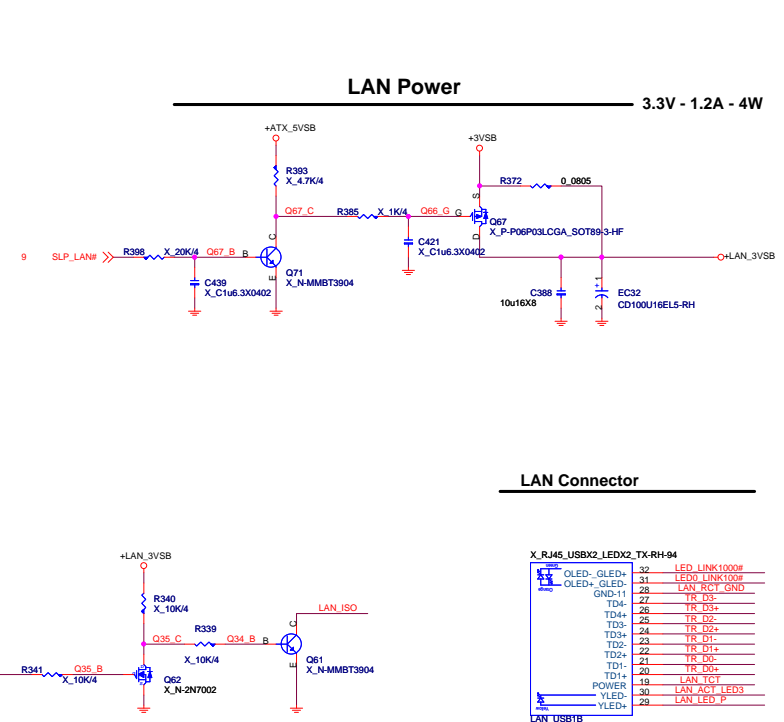 LAN Power
3.3V - 1.2A - 4W
+ATX_5VSB
+3VSB
R393
X_4.7K/4
R372
0_0805
S
Q67_C
R385
X_1K/4
Q66_G
G
Q67
X_P-P06P03LCGA_SOT89-3-HF
D
C421
X_C1u6.3X0402
9
SLP_LAN#
R398
X_20K/4
Q67_B
B
C
E
Q71
X_N-MMBT3904
+LAN_3VSB
C439
X_C1u6.3X0402
C388
10u16X8
+
1
2
EC32
CD100U16EL5-RH
LAN Connector
+LAN_3VSB
R340
X_10K/4
LAN_ISO
Q35_C
R339
X_10K/4
Q34_B
B
C
E
Q61
X_N-MMBT3904
R341
X_10K/4
Q35_B
Q62
X_N-2N7002
X_RJ45_USBX2_LEDX2_TX-RH-94
Green
Orange
OLED-_GLED+ 32 LED_LINK1000#
OLED+_GLED- 31 LED0_LINK100#
GND-11 28 LAN_RCT_GND
TD4- 27 TR_D3-
TD4+ 26 TR_D3+
TD3- 25 TR_D2-
TD3+ 24 TR_D2+
TD2- 23 TR_D1-
TD2+ 22 TR_D1+
TD1- 21 TR_D0-
TD1+ 20 TR_D0+
POWER 19 LAN_TCT
YLED- 30 LAN_ACT_LED3
YLED+ 29 LAN_LED_P
Yellow
LAN_USB1B